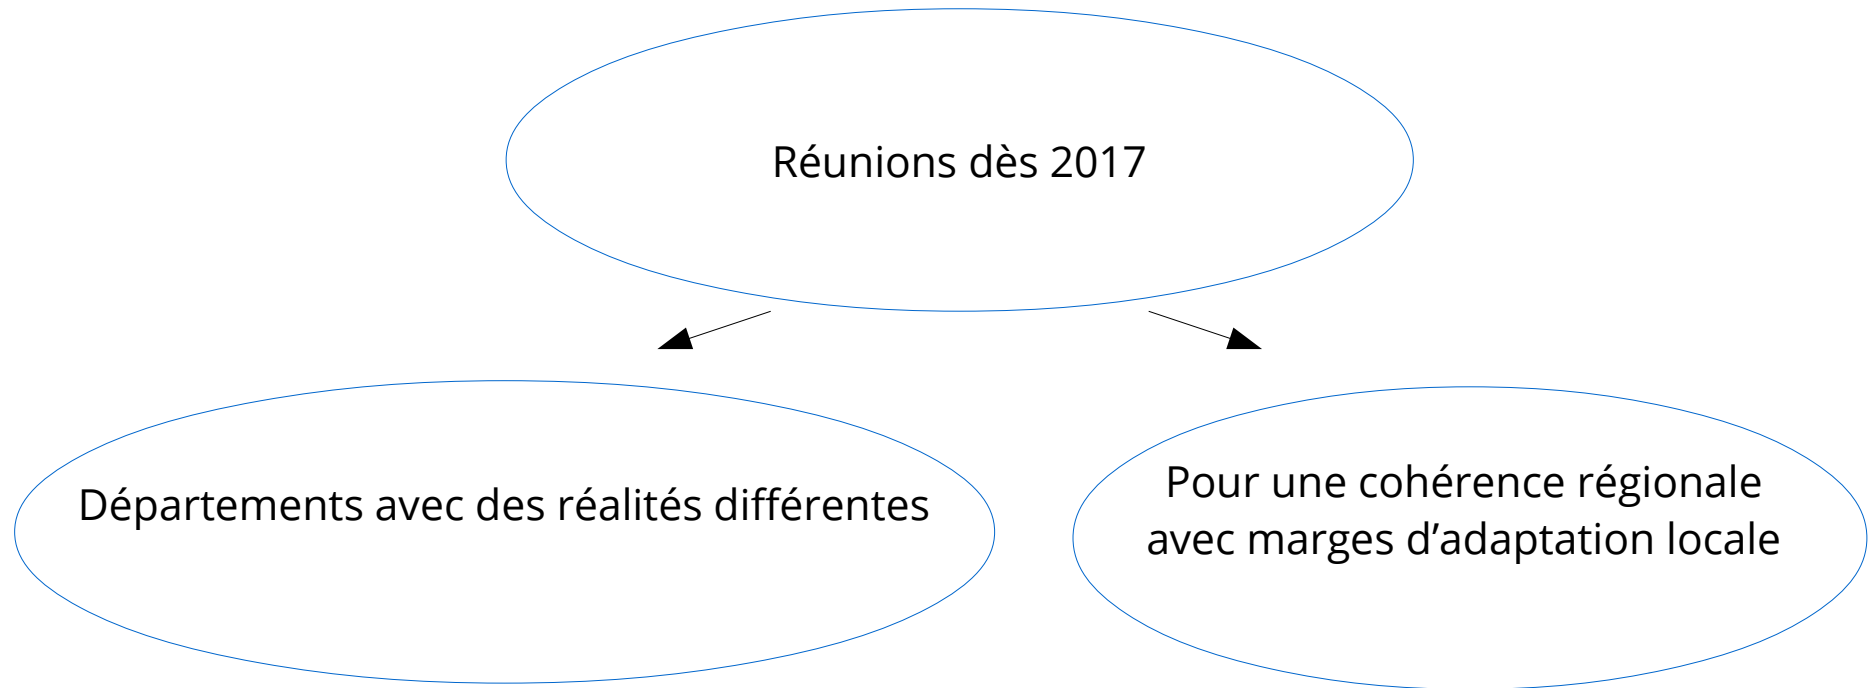 Réunions dès 2017
Départements avec des réalités différentes
Pour une cohérence régionale
avec marges d’adaptation locale